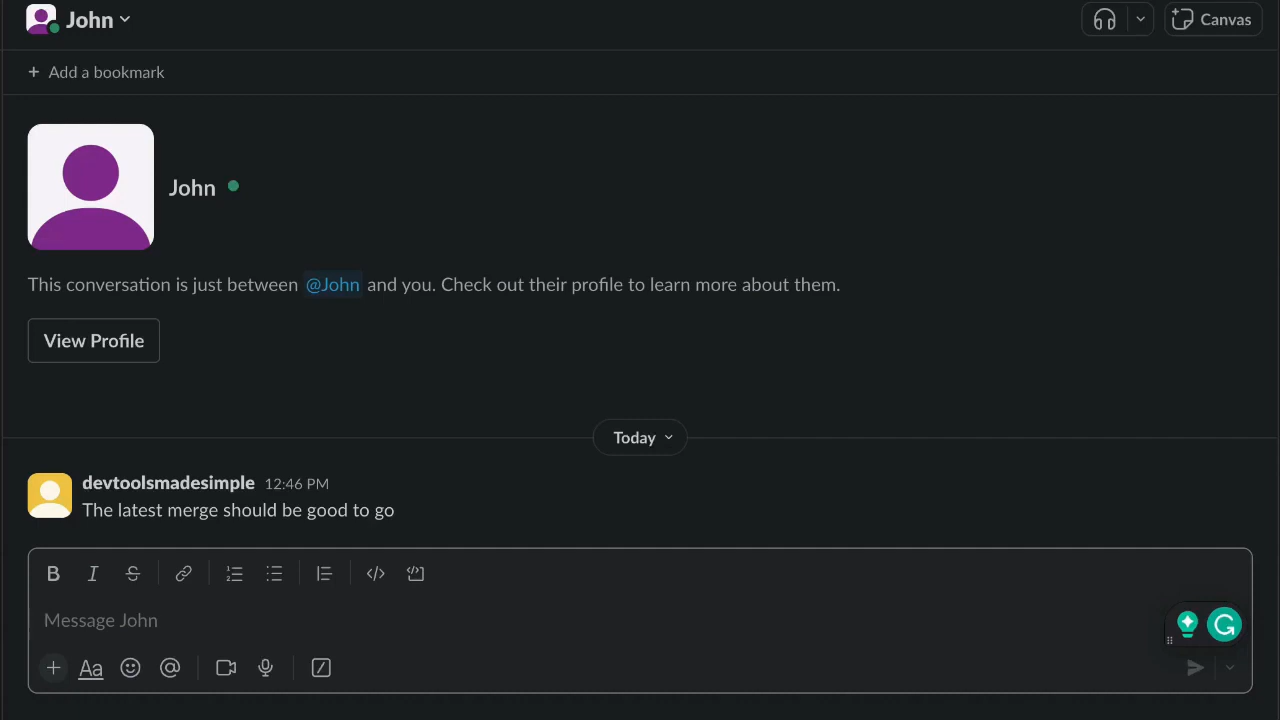 John
Canvas
Add a bookmark
John
This conversation is just between @John and you. Check out their profile to learn more about them.
View Profile
Today
devtoolsmadesimple 12:46 PM
The latest merge should be good to go
Message John
Aa